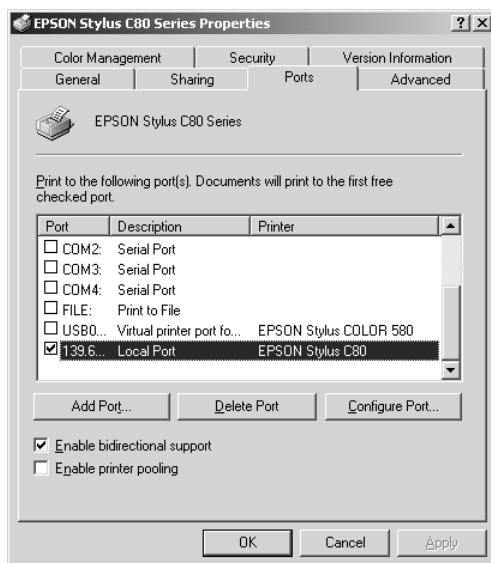 EPSON Stylus C80 Series Properties
Color Management Security Version Information
General Sharing Ports Advanced
EPSON Stylus C80 Series
Print to the following port(s). Documents will print to the first free
checked port.
Port Description Printer
COM2: Serial Port
COM3: Serial Port
COM4: Serial Port
FILE: Print to File
USB0... Virtual printer port fo... EPSON Stylus COLOR 580
139.6... Local Port EPSON Stylus C80
Add Port... Delete Port Configure Port...
Enable bidirectional support
Enable printer pooling
OK Cancel Apply